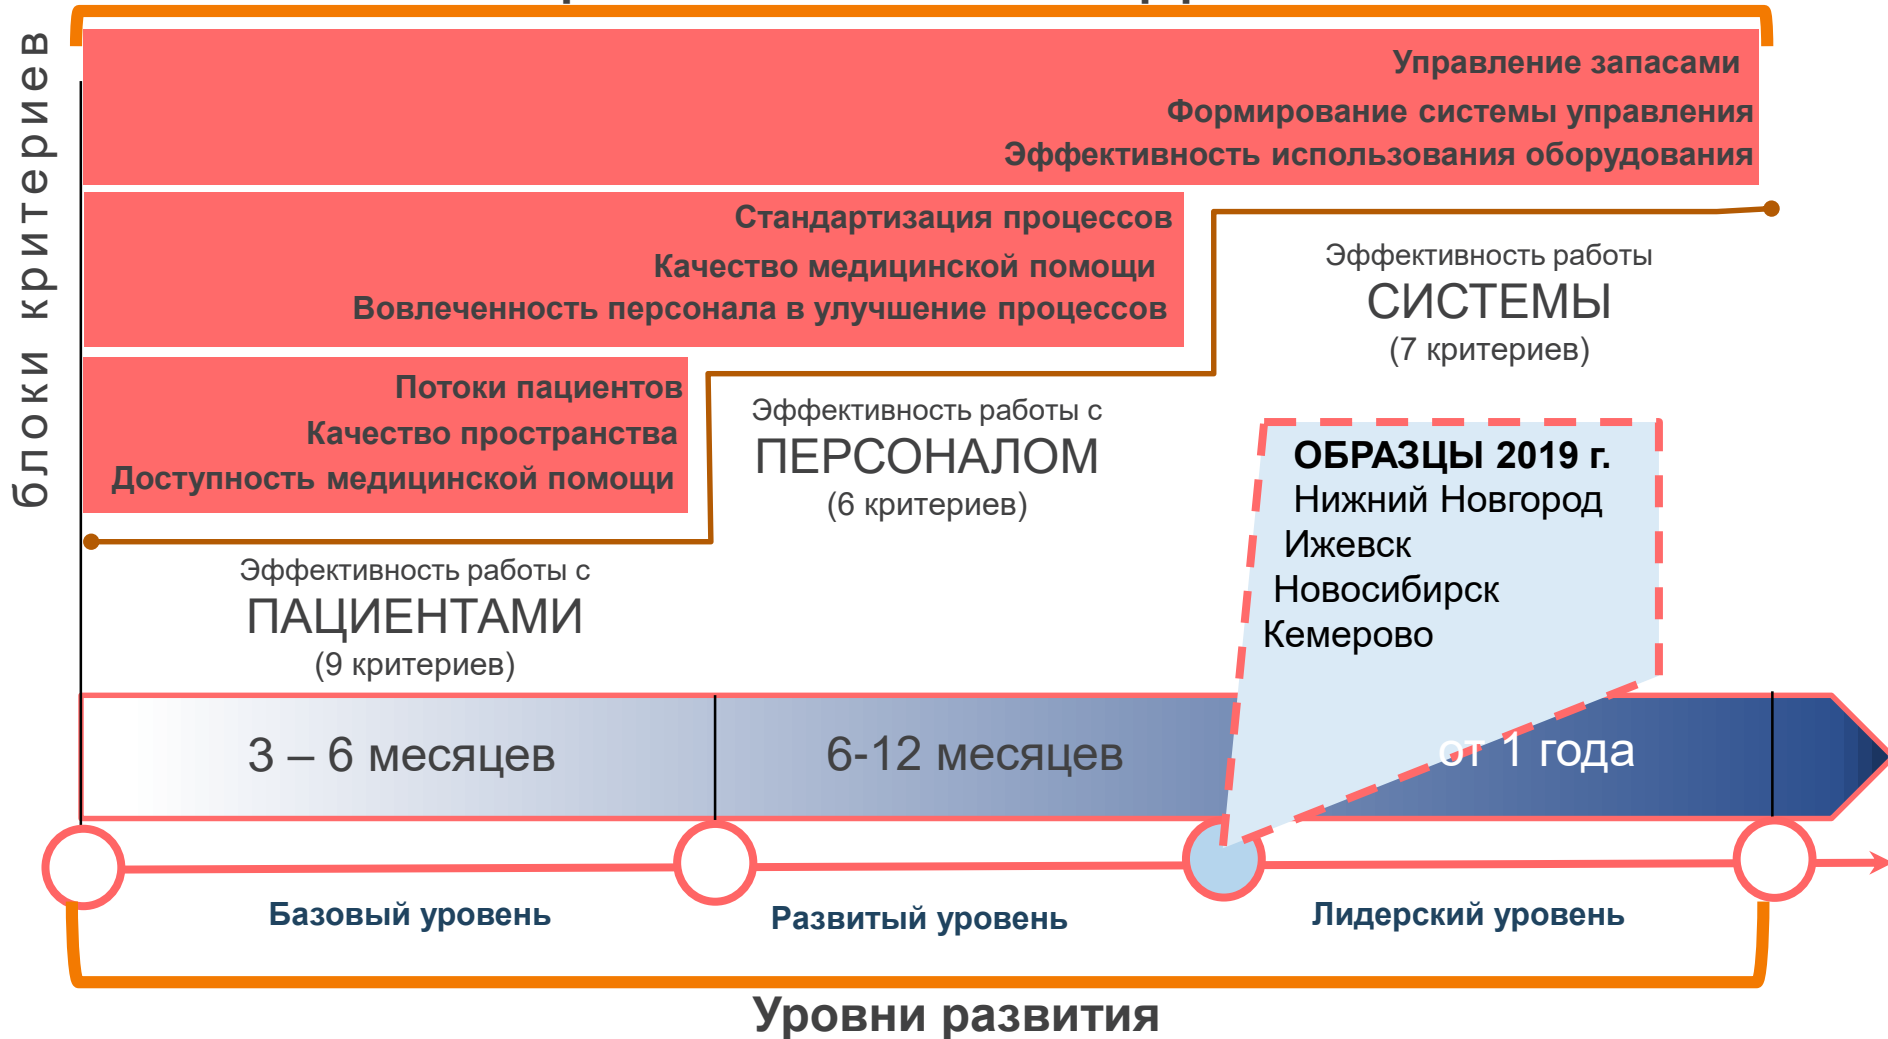 блоки критериев
Управление запасами
Формирование системы управления
Эффективность использования оборудования
Стандартизация процессов
Качество медицинской помощи
Вовлеченность персонала в улучшение процессов
Эффективность работы
СИСТЕМЫ
(7 критериев)
Потоки пациентов
Качество пространства
Доступность медицинской помощи
Эффективность работы с
ПЕРСОНАЛОМ
(6 критериев)
ОБРАЗЦЫ 2019 г.
Нижний Новгород
Ижевск
Новосибирск
Кемерово
Эффективность работы с
ПАЦИЕНТАМИ
(9 критериев)
3 – 6 месяцев
6-12 месяцев
от 1 года
Базовый уровень
Развитый уровень
Лидерский уровень
Уровни развития